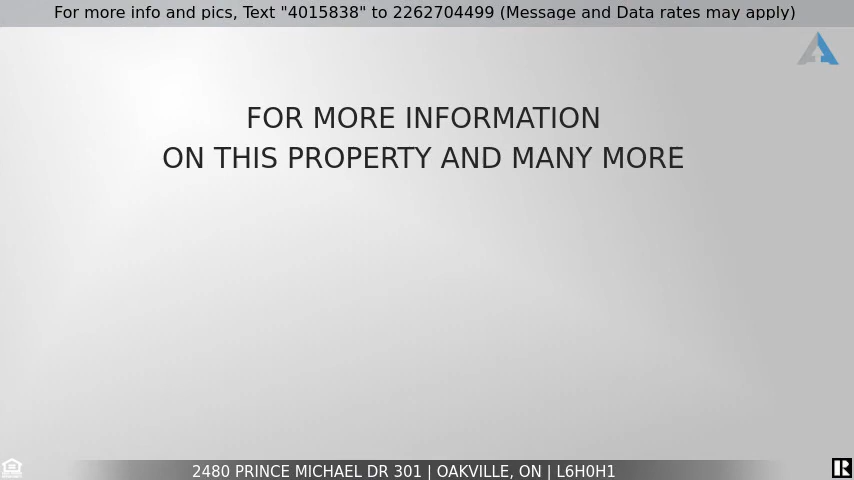 For more info and pics, Text "4015838" to 2262704499 (Message and Data rates may apply)
FOR MORE INFORMATION
ON THIS PROPERTY AND MANY MORE
2480 PRINCE MICHAEL DR 301 | OAKVILLE, ON | L6H0H1